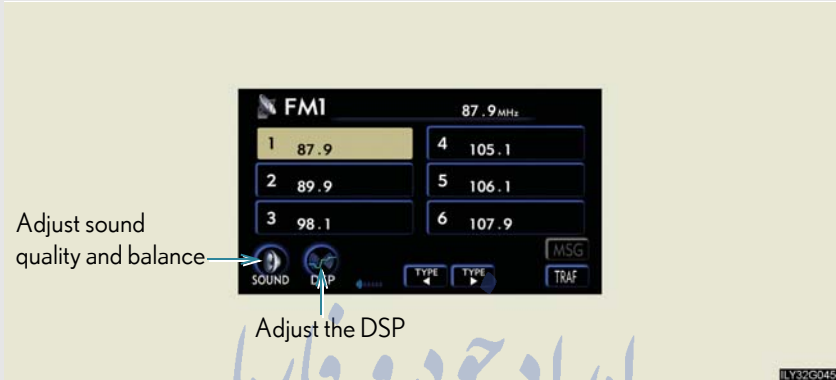 FM1 87.9 MHz
1 87.9 4 105.1
2 89.9 5 106.1
3 98.1 6 107.9
Adjust sound
quality and balance
MSG
SOUND DSP TYPE TYPE TRAF
Adjust the DSP
ILY32G045